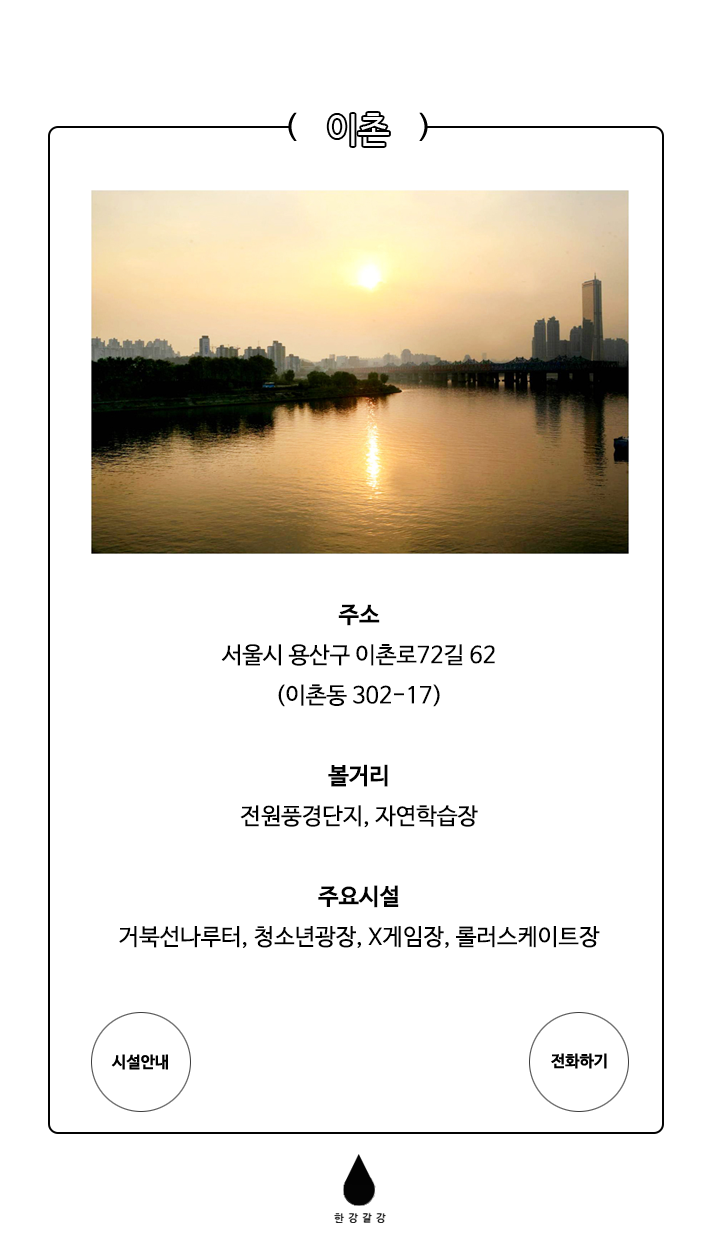 ( 이촌 )
주소
서울시 용산구 이촌로72길 62
(이촌동 302-17)
볼거리
전원풍경단지, 자연학습장
주요시설
거북선나루터, 청소년광장, X게임장, 롤러스케이트장
시설안내
전화하기
한강갈강